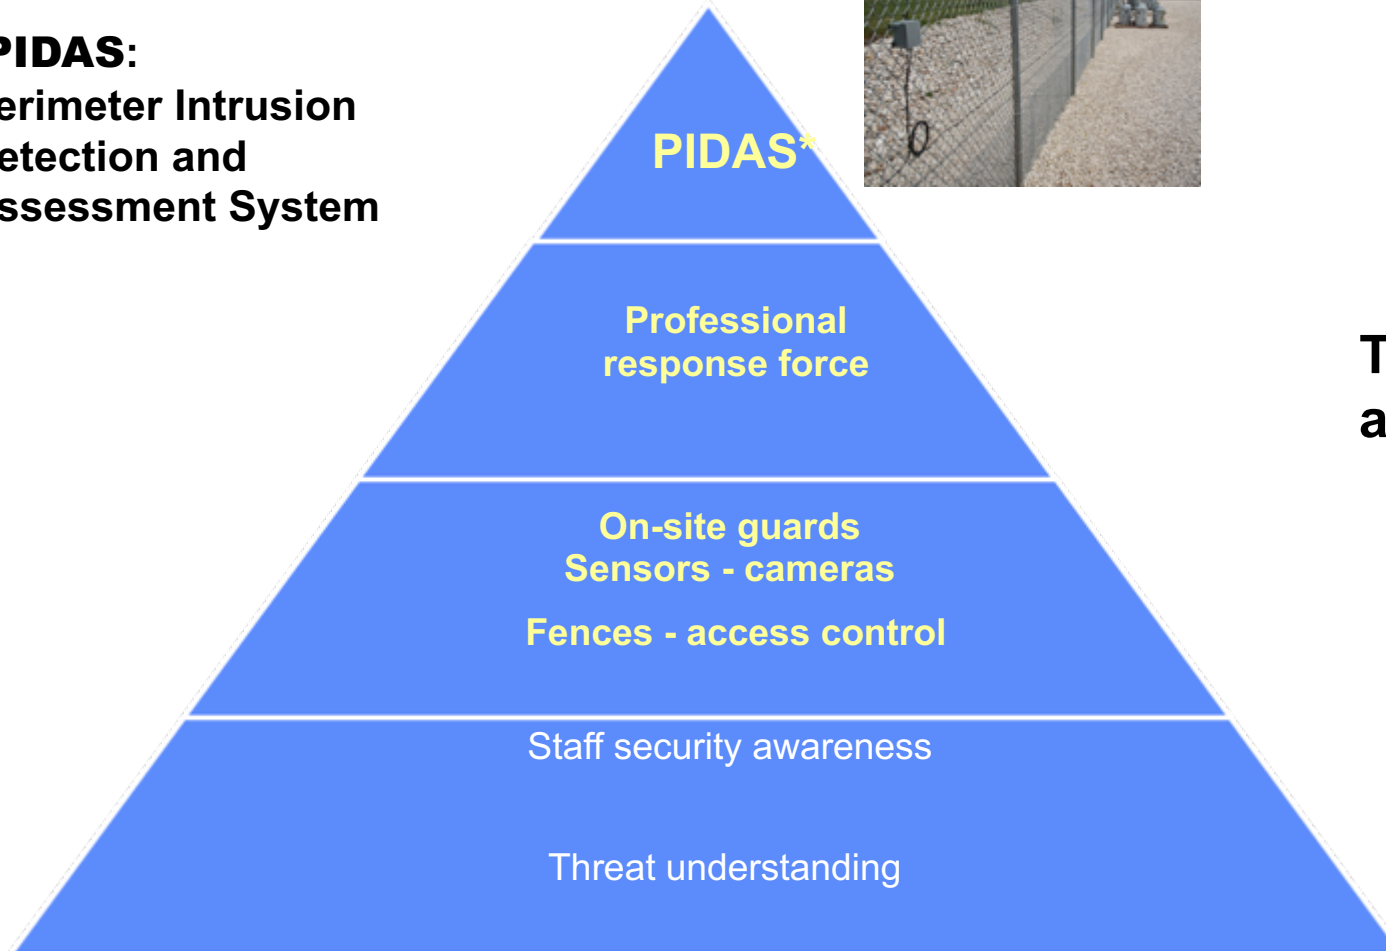 PIDAS:
erimeter Intrusion
etection and
ssessment System
PIDAS*
Professional
response force
On-site guards
Sensors - cameras
Fences - access control
Staff security awareness
Threat understanding